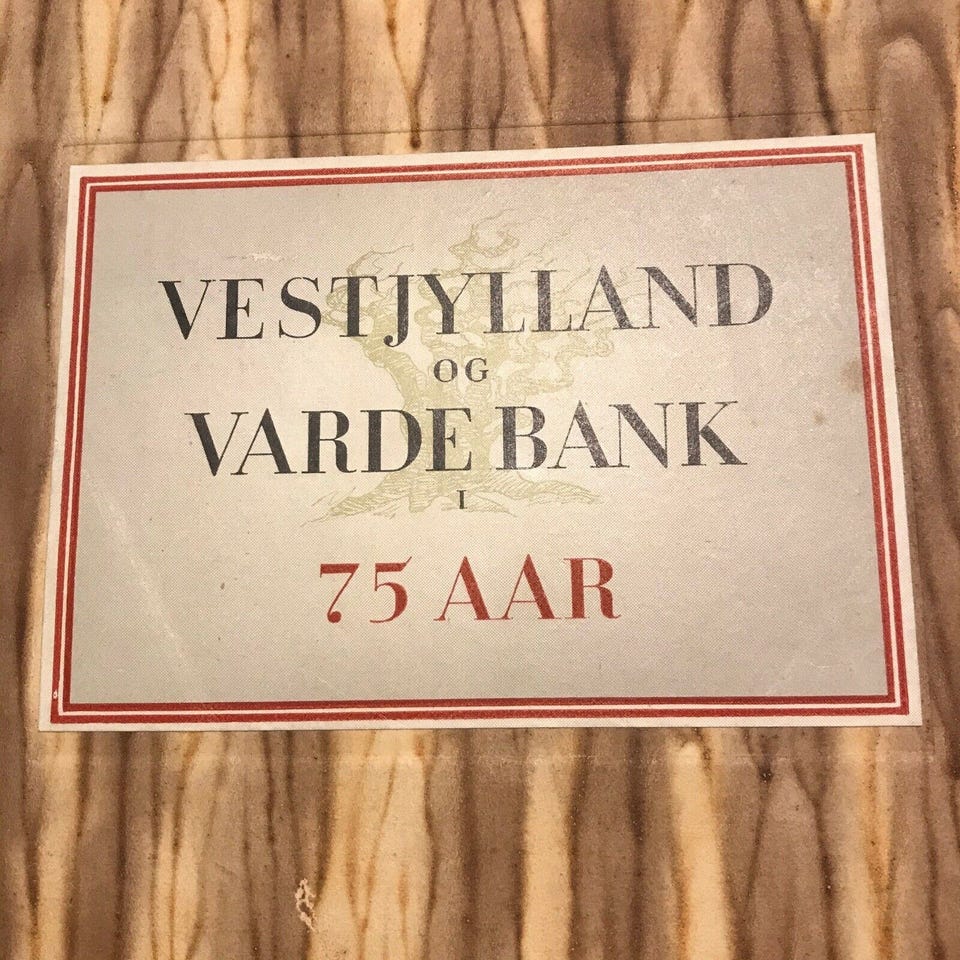 VESTJYLLAND
OG
VARDE BANK
I
75 AAR